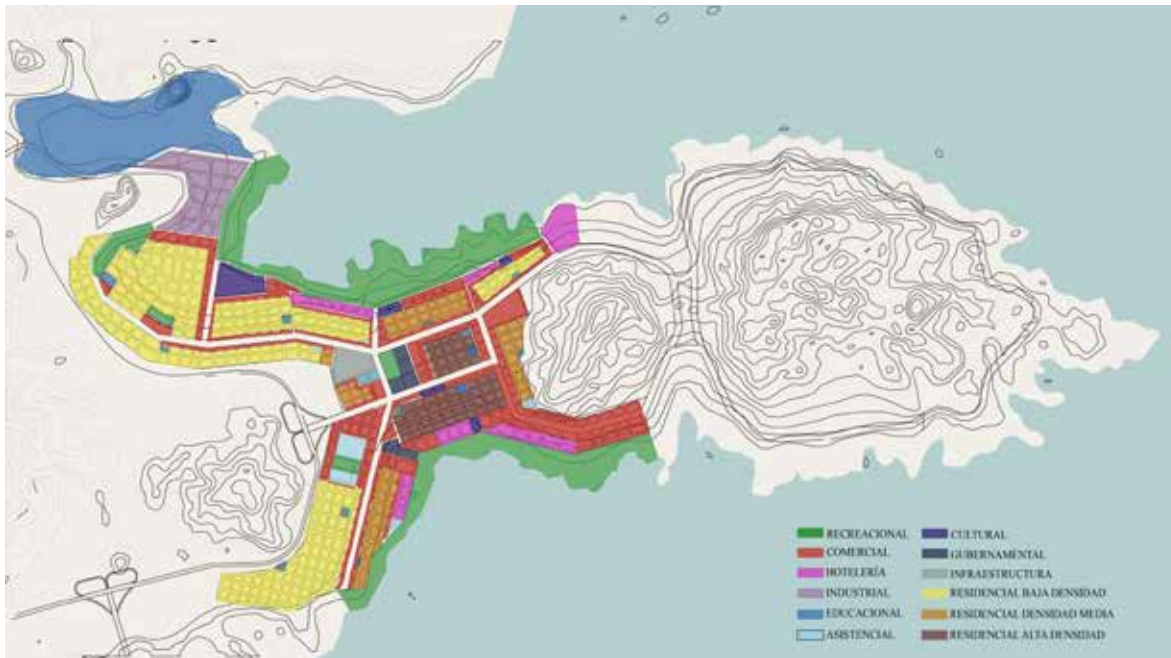 RECREACIONAL
COMERCIAL
HOTELERÍA
INDUSTRIAL
EDUCACIONAL
ASISTENCIAL
CULTURAL
GUBERNAMENTAL
INFRAESTRUCTURA
RESIDENCIAL BAJA DENSIDAD
RESIDENCIAL DENSIDAD MEDIA
RESIDENCIAL ALTA DENSIDAD